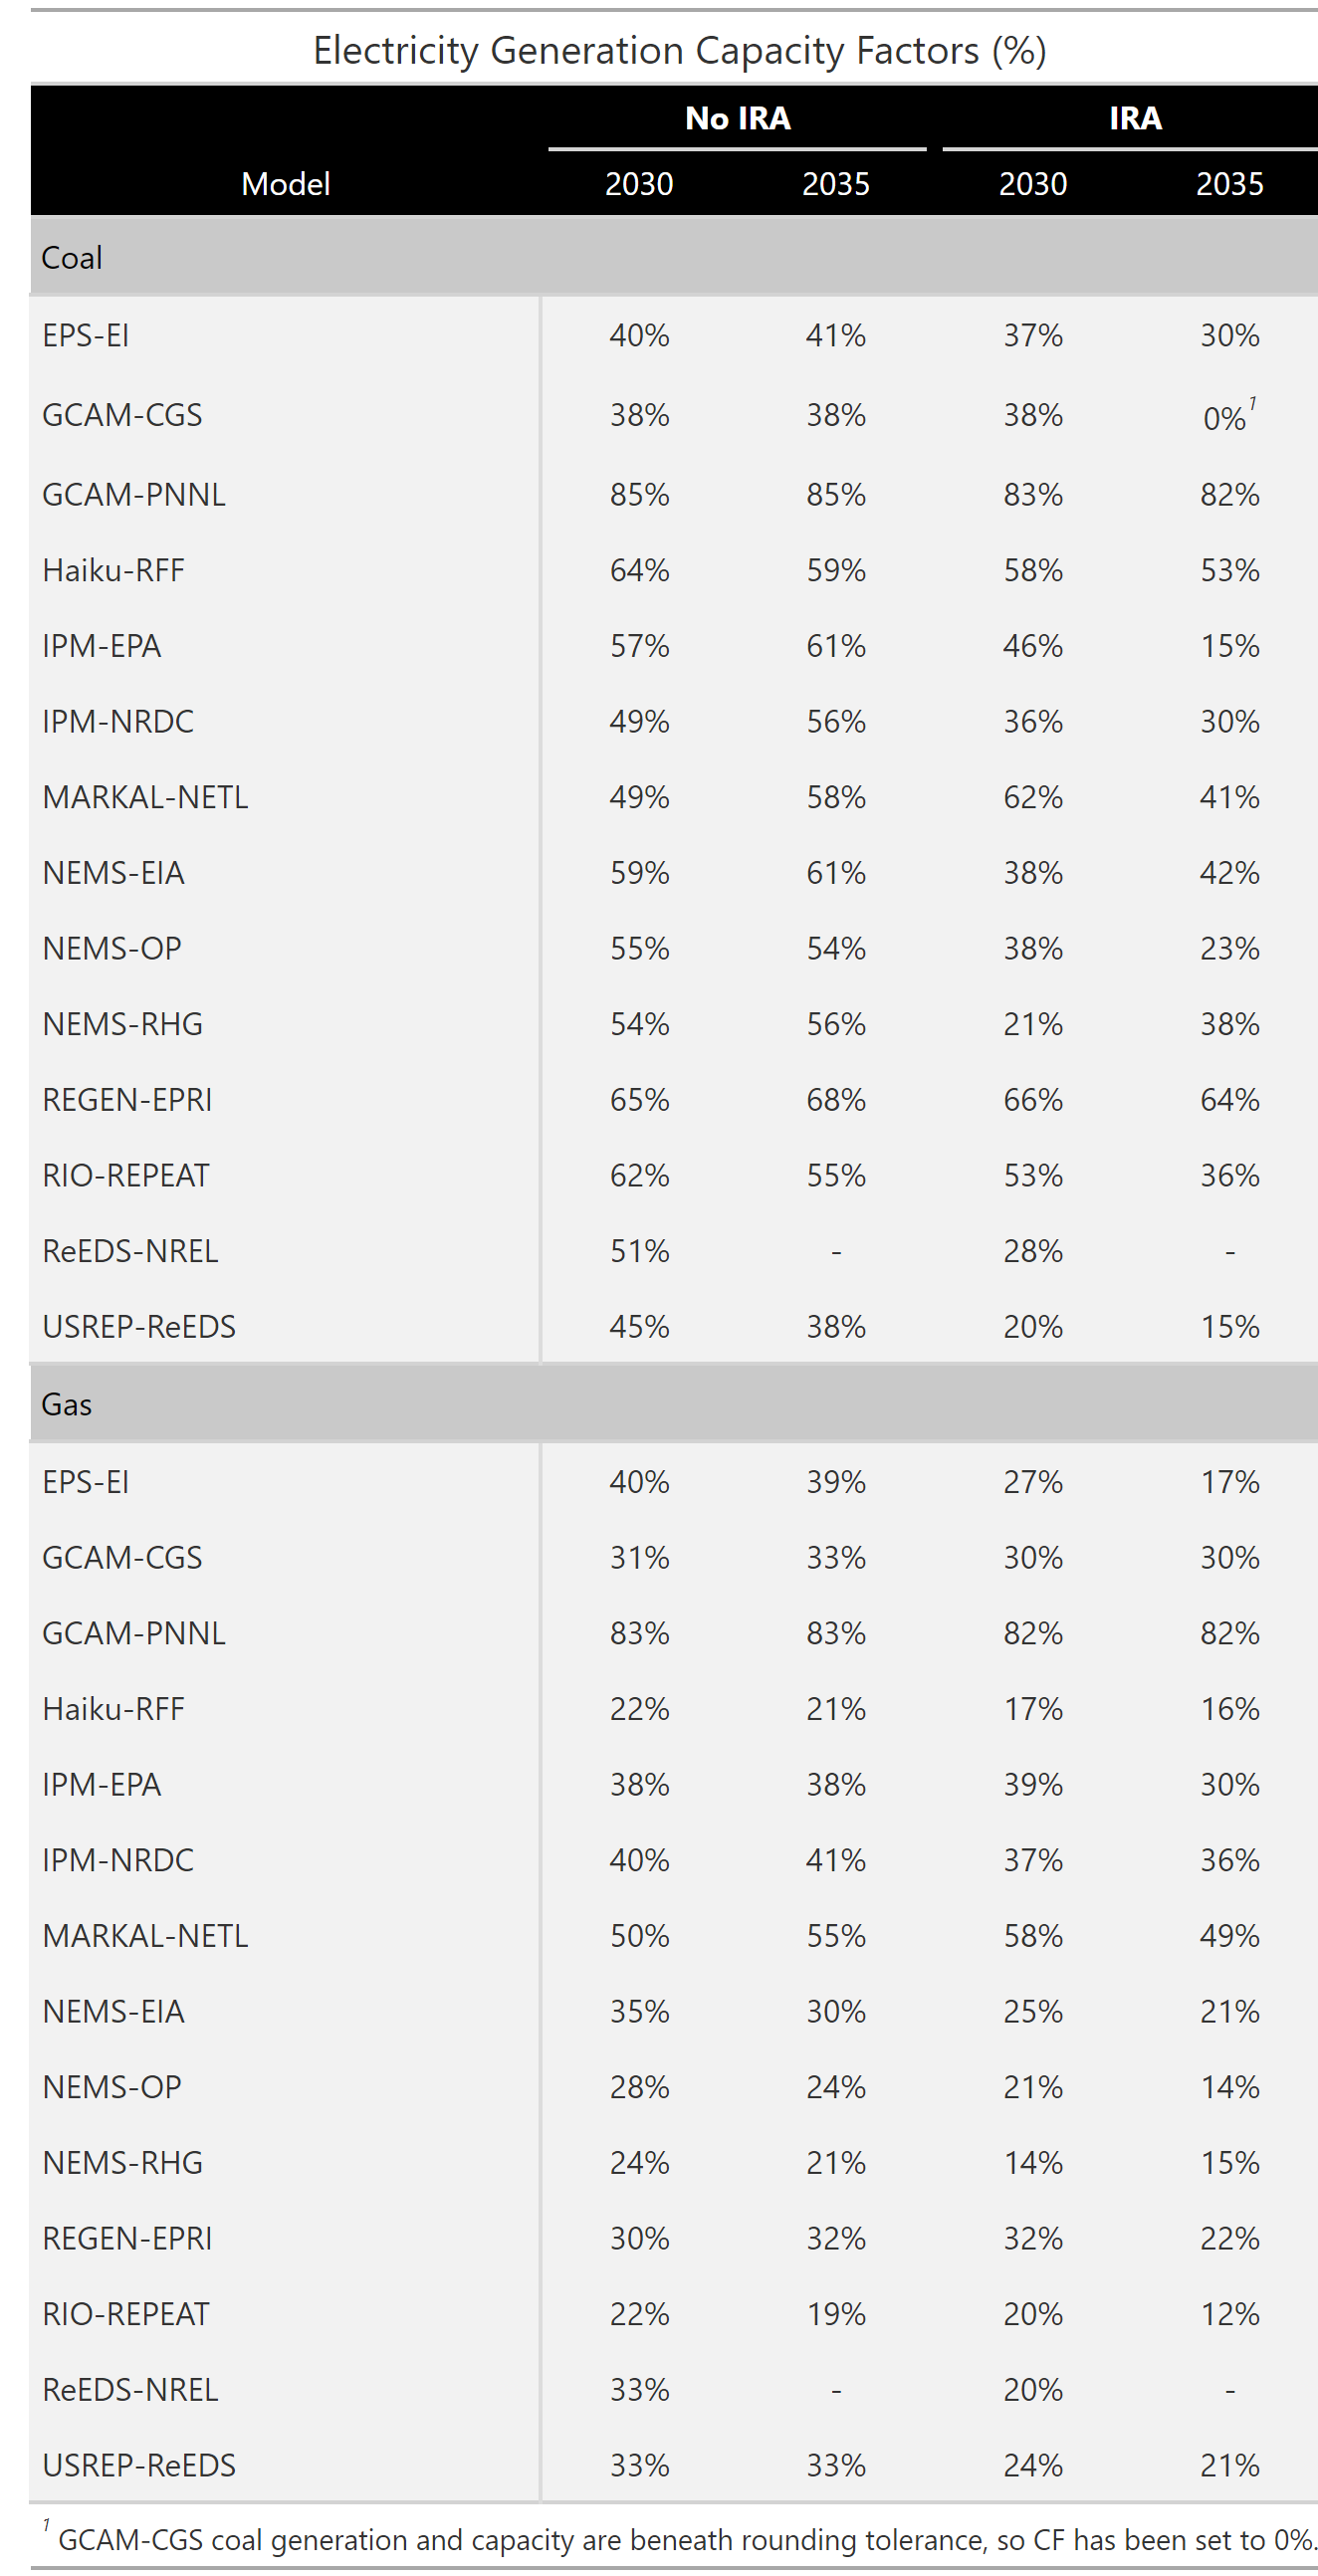 Electricity Generation Capacity Factors (%)
No IRA IRA
Model 2030 2035 2030 2035
Coal
EPS-EI 40% 41% 37% 30%
GCAM-CGS 38% 38% 38% 0%1
GCAM-PNNL 85% 85% 83% 82%
Haiku-RFF 64% 59% 58% 53%
IPM-EPA 57% 61% 46% 15%
IPM-NRDC 49% 56% 36% 30%
MARKAL-NETL 49% 58% 62% 41%
NEMS-EIA 59% 61% 38% 42%
NEMS-OP 55% 54% 38% 23%
NEMS-RHG 54% 56% 21% 38%
REGEN-EPRI 65% 68% 66% 64%
RIO-REPEAT 62% 55% 53% 36%
ReEDS-NREL 51% - 28% -
USREP-ReEDS 45% 38% 20% 15%
Gas
EPS-EI 40% 39% 27% 17%
GCAM-CGS 31% 33% 30% 30%
GCAM-PNNL 83% 83% 82% 82%
Haiku-RFF 22% 21% 17% 16%
IPM-EPA 38% 38% 39% 30%
IPM-NRDC 40% 41% 37% 36%
MARKAL-NETL 50% 55% 58% 49%
NEMS-EIA 35% 30% 25% 21%
NEMS-OP 28% 24% 21% 14%
NEMS-RHG 24% 21% 14% 15%
REGEN-EPRI 30% 32% 32% 22%
RIO-REPEAT 22% 19% 20% 12%
ReEDS-NREL 33% - 20% -
USREP-ReEDS 33% 33% 24% 21%
1 GCAM-CGS coal generation and capacity are beneath rounding tolerance, so CF has been set to 0%.